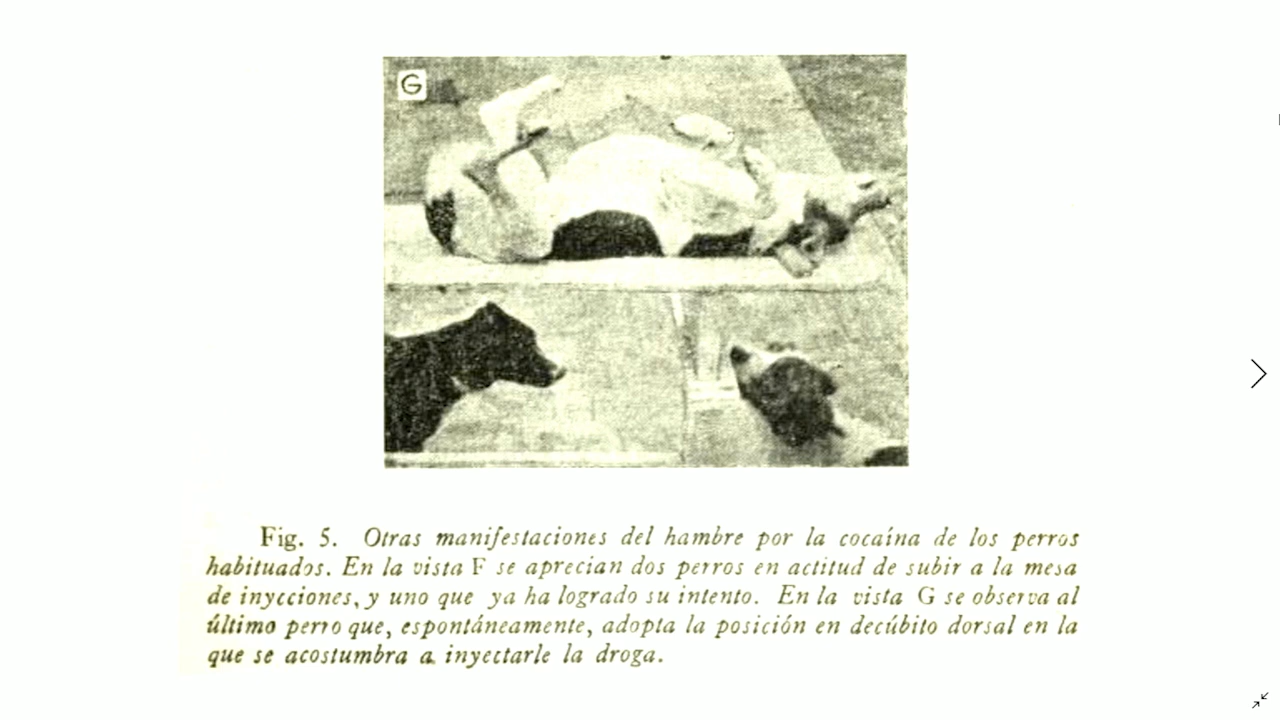 G
Fig. 5. Otras manifestaciones del hambre por la cocaína de los perros
habituados. En la vista F se aprecian dos perros en actitud de subir a la mesa
de inycciones, y uno que ya ha logrado su intento. En la vista G se observa al
último perro que, espontáneamente, adopta la posición en decúbito dorsal en la
que se acostumbra a inyectarle la droga.